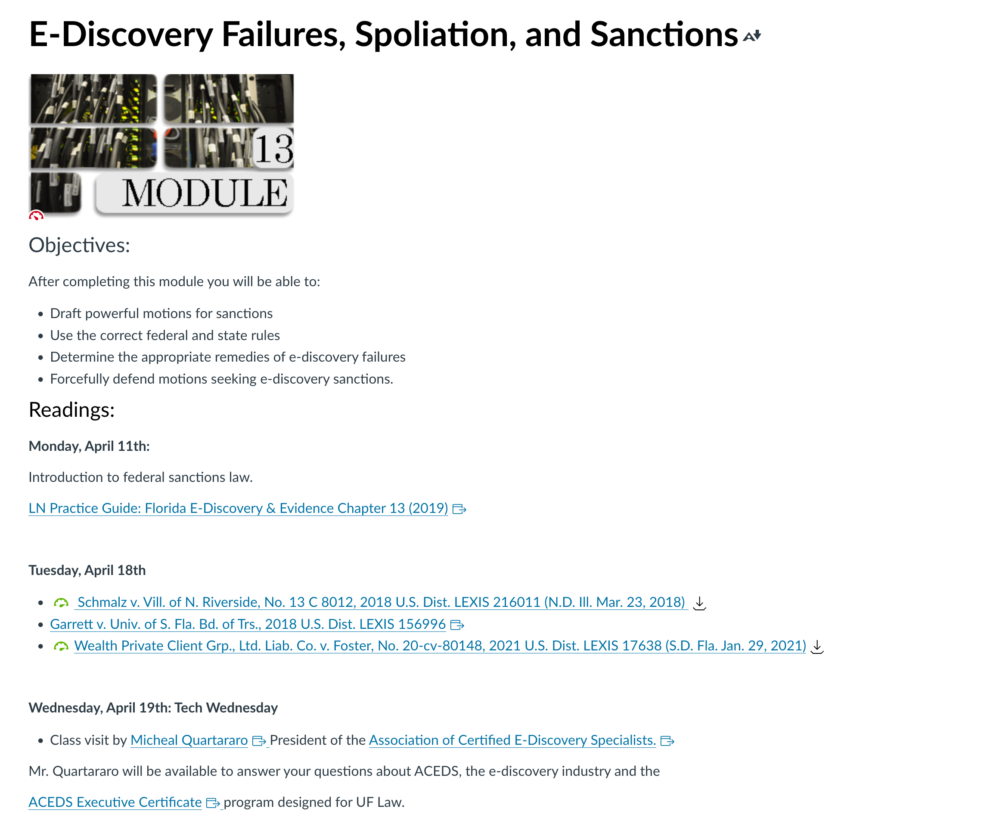 E-Discovery Failures, Spoliation, and Sanctions
13
MODULE
Objectives:
After completing this module you will be able to:
Draft powerful motions for sanctions
Use the correct federal and state rules
Determine the appropriate remedies of e-discovery failures
Forcefully defend motions seeking e-discovery sanctions.
Readings:
Monday, April 11th:
Introduction to federal sanctions law.
LN Practice Guide: Florida E-Discovery & Evidence Chapter 13 (2019)
Tuesday, April 18th
Schmalz v. Vill. of N. Riverside, No. 13 C 8012, 2018 U.S. Dist. LEXIS 216011 (N.D. Ill. Mar. 23, 2018)
Garrett v. Univ. of S. Fla. Bd. of Trs., 2018 U.S. Dist. LEXIS 156996
Wealth Private Client Grp., Ltd. Liab. Co. v. Foster, No. 20-cv-80148, 2021 U.S. Dist. LEXIS 17638 (S.D. Fla. Jan. 29, 2021)
Wednesday, April 19th: Tech Wednesday
Class visit by Micheal Quartararo President of the Association of Certified E-Discovery Specialists.
Mr. Quartararo will be available to answer your questions about ACEDS, the e-discovery industry and the
ACEDS Executive Certificate program designed for UF Law.